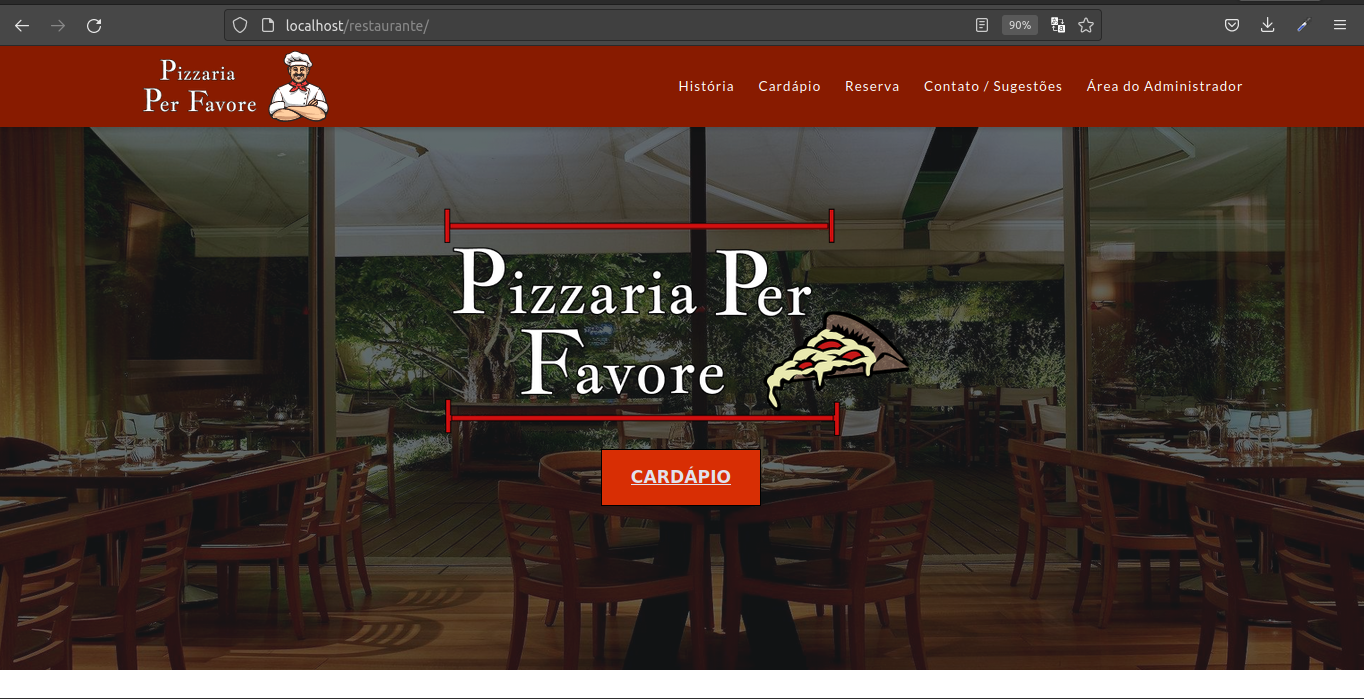 localhost/restaurante/
90%
Pizzaria
Per Favore
História
Cardápio
Reserva
Contato / Sugestões
Área do Administrador
Pizzaria Per
Favore
CARDÁPIO